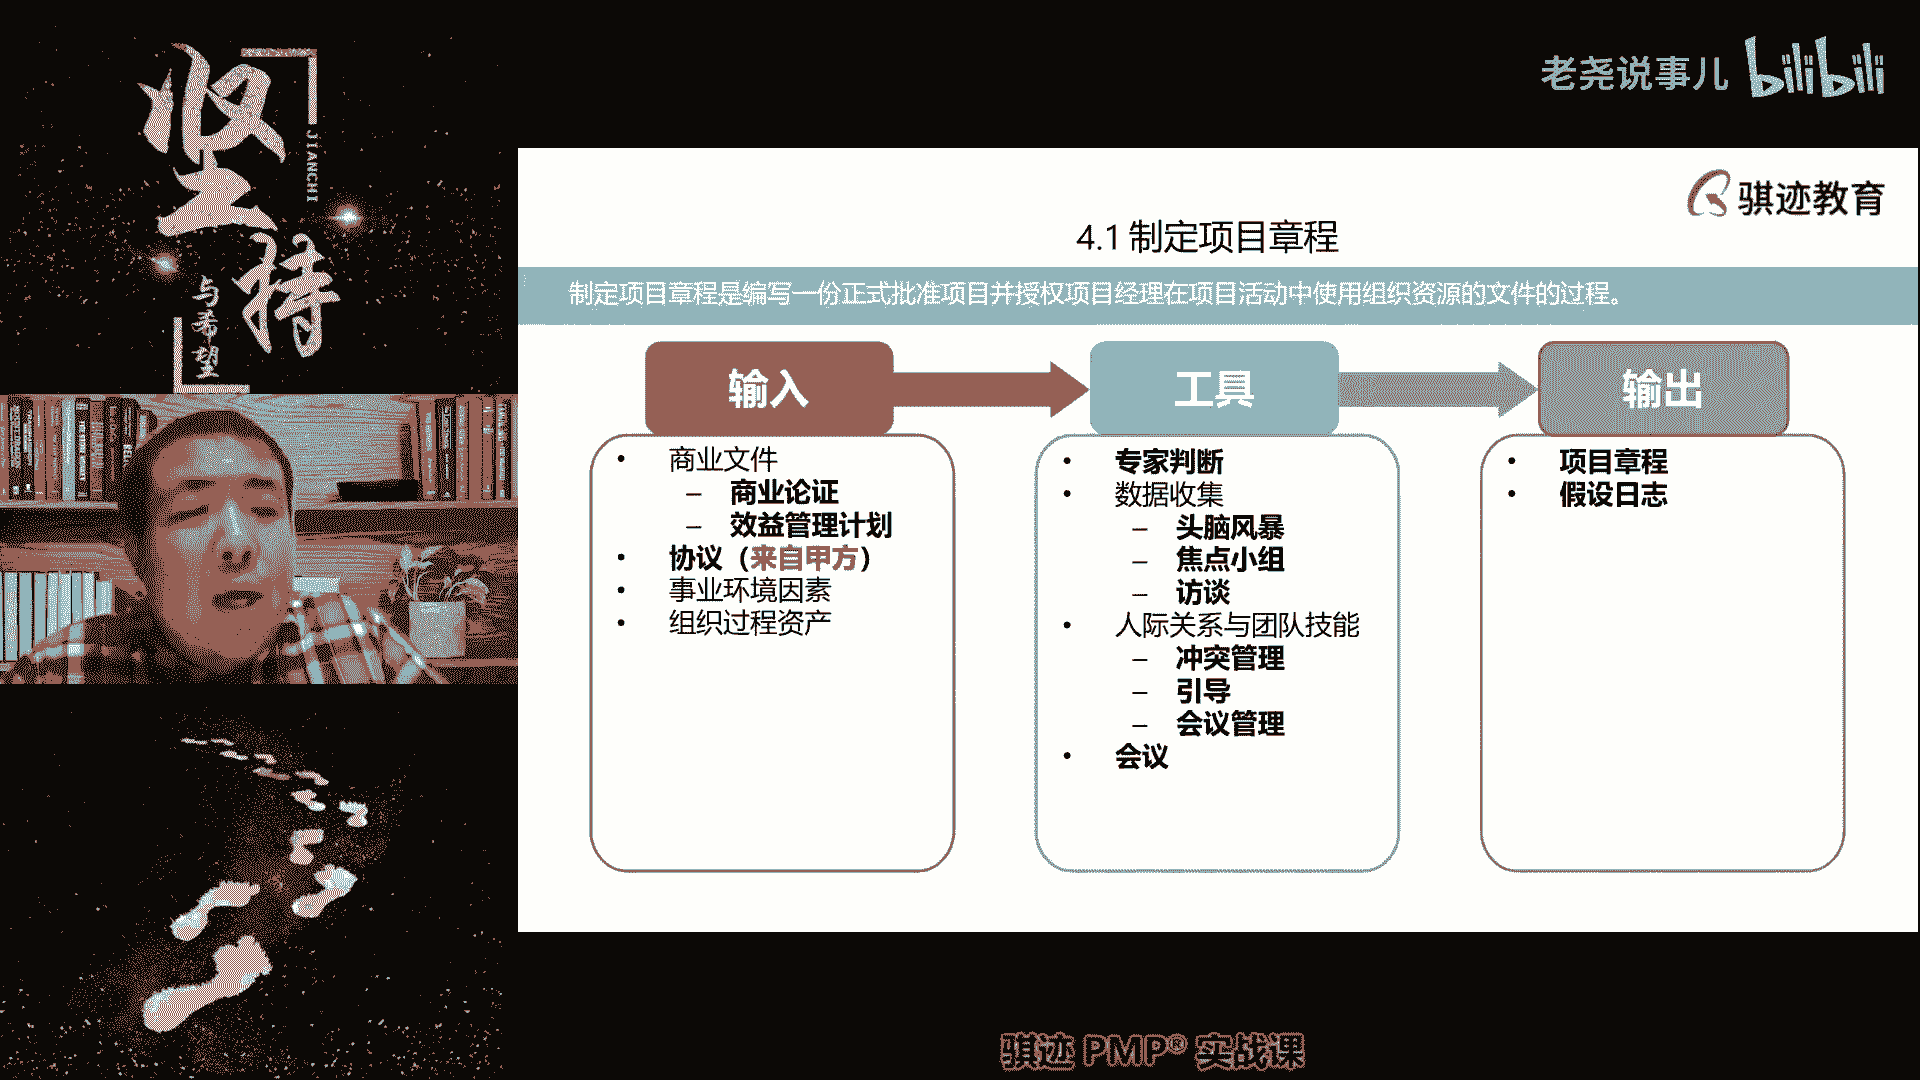 坚持
JIANCHI
与希望
老尧说事儿 bilibili
骐迹教育
4.1 制定项目章程
制定项目章程是编写一份正式批准项目并授权项目经理在项目活动中使用组织资源的文件的过程。
输入
• 商业文件
– 商业论证
– 效益管理计划
• 协议（来自甲方）
• 事业环境因素
• 组织过程资产
工具
• 专家判断
• 数据收集
– 头脑风暴
– 焦点小组
– 访谈
• 人际关系与团队技能
– 冲突管理
– 引导
– 会议管理
• 会议
输出
• 项目章程
• 假设日志
骐迹 PMP® 实战课